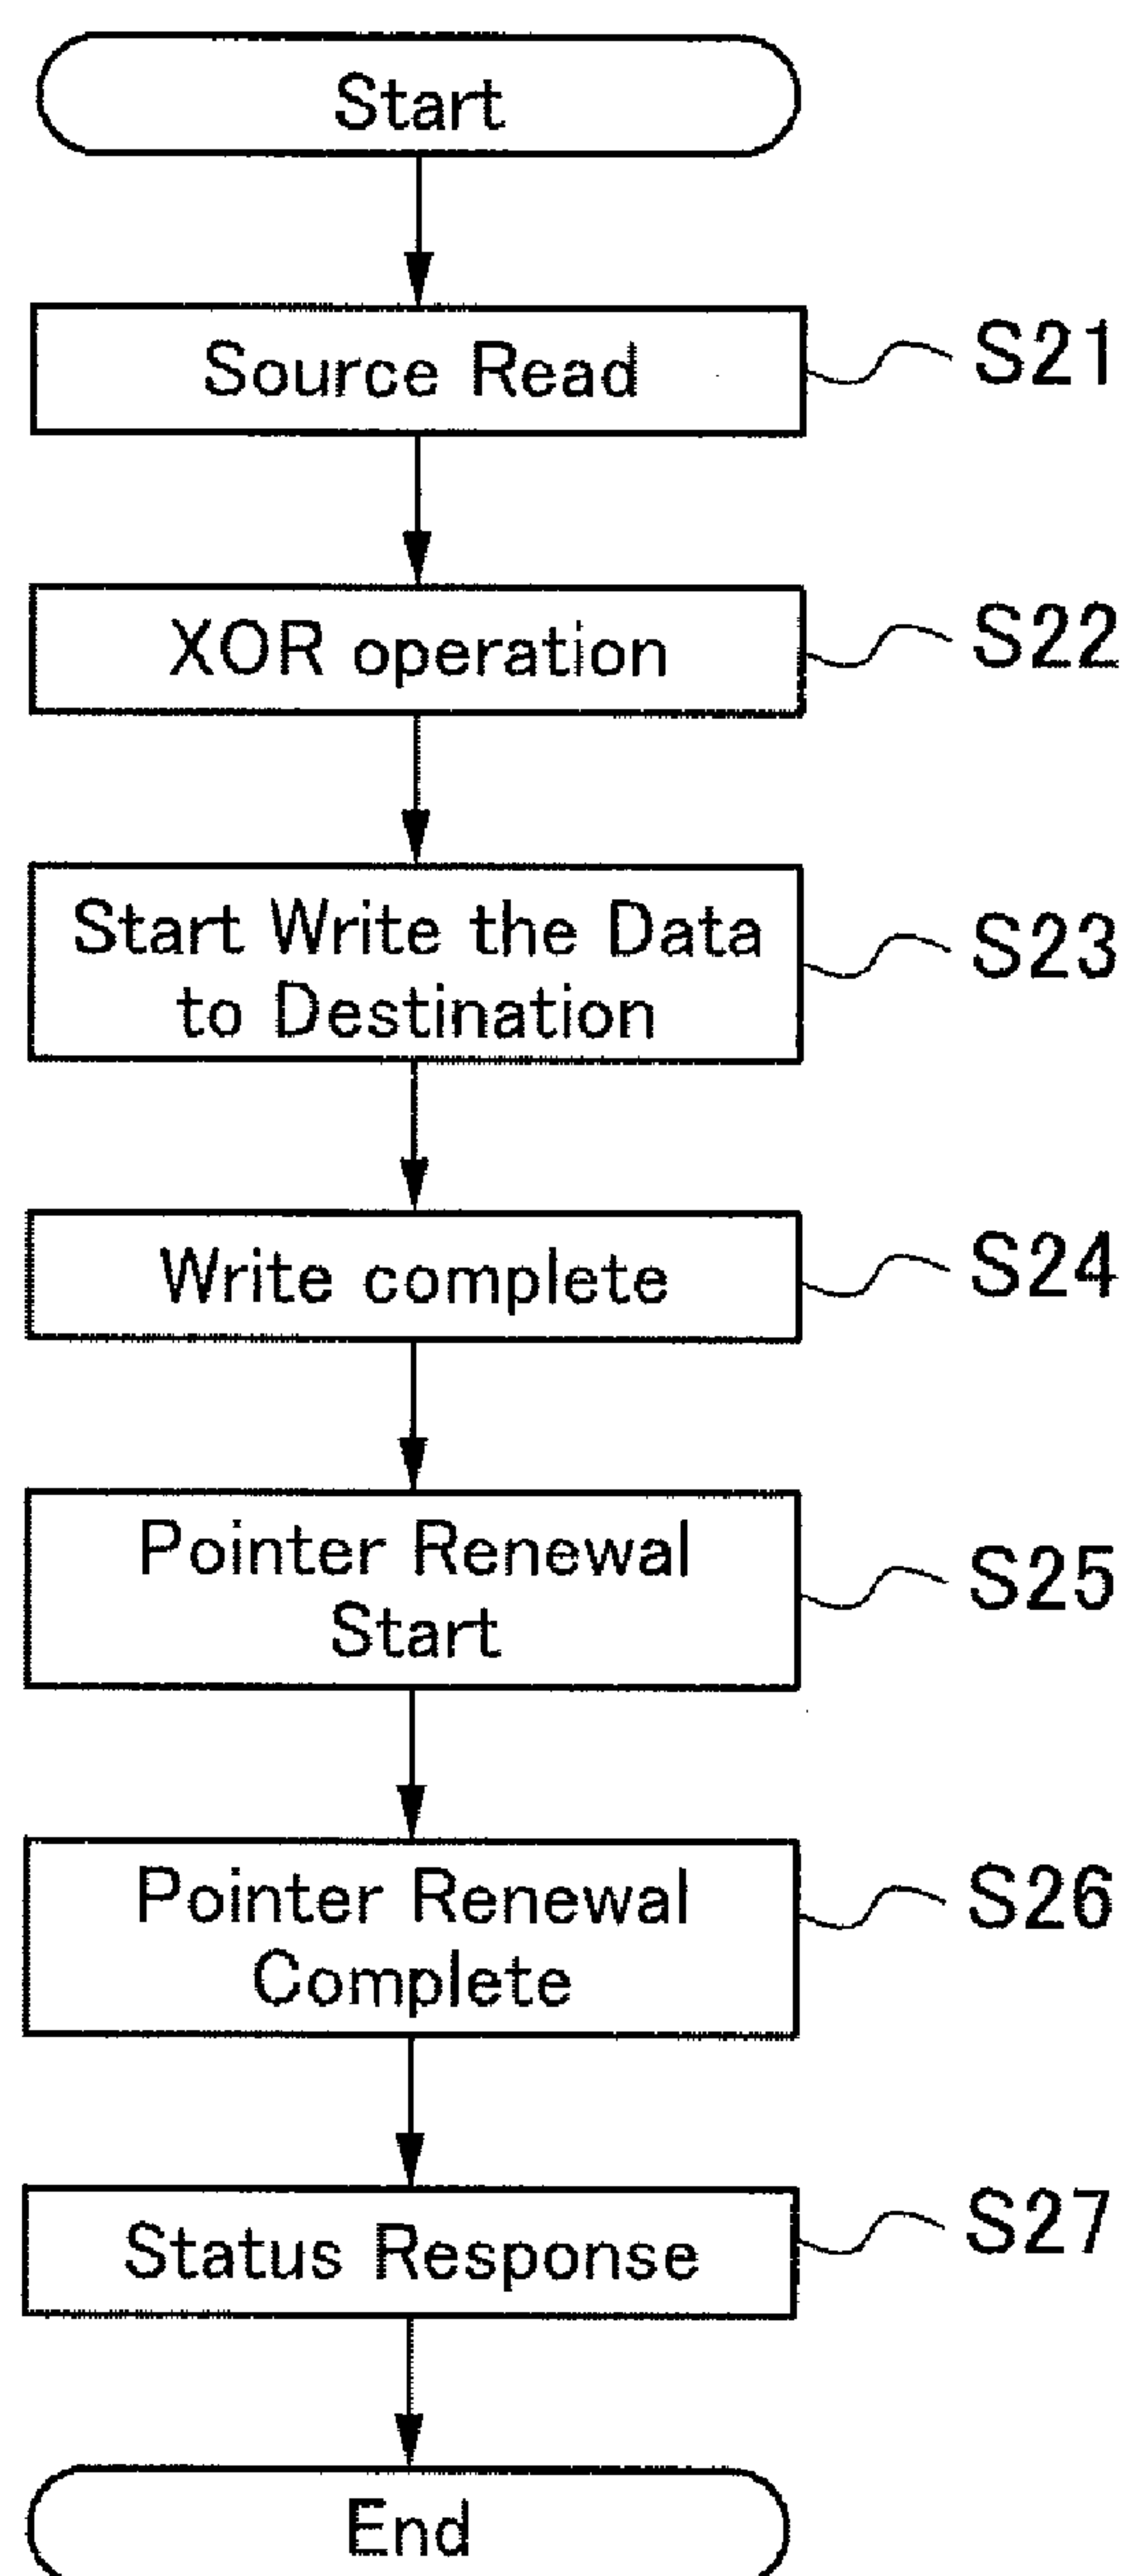 Start
Source Read
S21
XOR operation
S22
Start Write the Data
to Destination
S23
Write complete
S24
Pointer Renewal
Start
S25
Pointer Renewal
Complete
S26
Status Response
S27
End